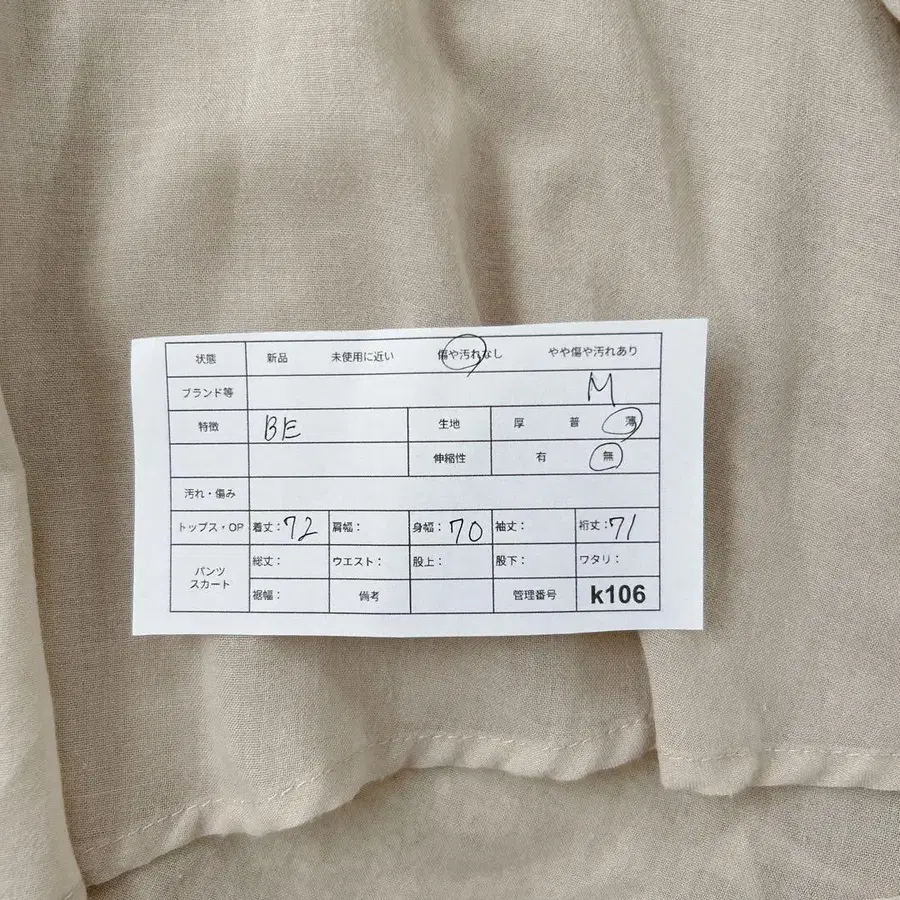 状態 新品 未使用に近い 傷や汚れなし やや傷や汚れあり
ブランド等 M
特徴 BE 生地 厚 普 薄
伸縮性 有 無
汚れ・傷み
トップス・OP 着丈：72 肩幅： 身幅：70 袖丈： 裄丈：71
パンツ スカート 総丈： ウエスト： 股上： 股下： ワタリ：
裾幅： 備考 管理番号 k106